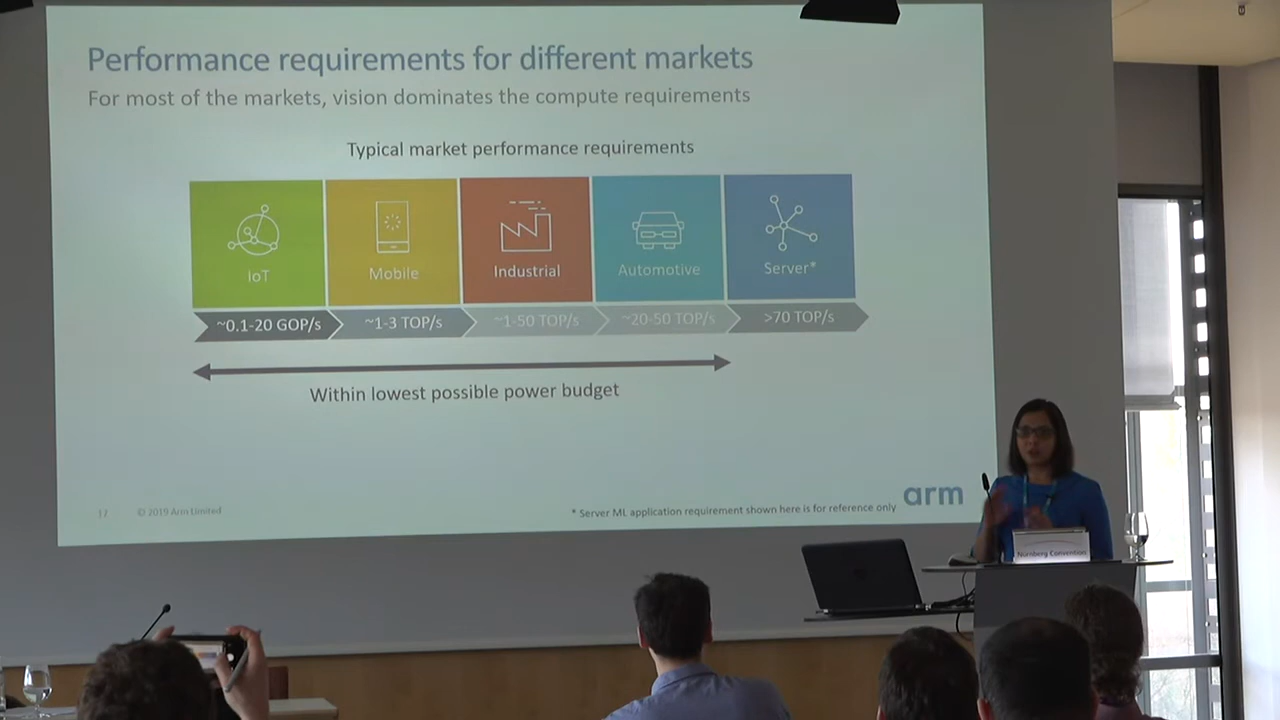 Performance requirements for different markets
For most of the markets, vision dominates the compute requirements
Typical market performance requirements
IoT
Mobile
Industrial
Automotive
Server*
~0.1-20 GOP/s
~1-3 TOP/s
~1-50 TOP/s
~20-50 TOP/s
>70 TOP/s
Within lowest possible power budget
17
© 2019 Arm Limited
* Server ML application requirement shown here is for reference only
arm
Nürnberg Convention